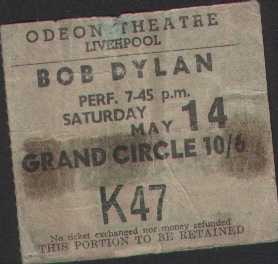 ODEON THEATRE
LIVERPOOL
BOB DYLAN
PERF. 7-45 p.m.
SATURDAY
MAY 14
GRAND CIRCLE 10/6
K47
No ticket exchanged nor money refunded
THIS PORTION TO BE RETAINED